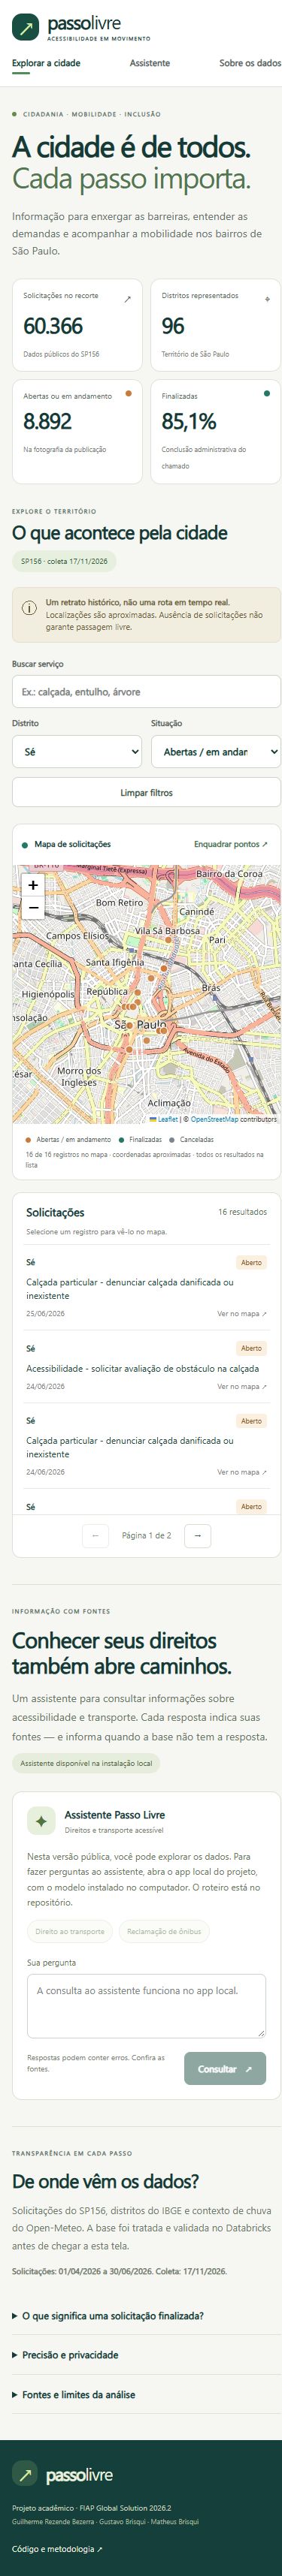 passolivre
ACESSIBILIDADE EM MOVIMENTO
Explorar a cidade
Assistente
Sobre os dados
CIDADANIA · MOBILIDADE · INCLUSÃO
A cidade é de todos.
Cada passo importa.
Informação para enxergar as barreiras, entender as
demandas e acompanhar a mobilidade nos bairros de
São Paulo.
Solicitações no recorte ↗
60.366
Dados públicos do SP156
Distritos representados
96
Território de São Paulo
Abertas ou em andamento
8.892
Na fotografia da publicação
Finalizadas
85,1%
Conclusão administrativa do
chamado
EXPLORE O TERRITÓRIO
O que acontece pela cidade
SP156 · coleta 17/11/2026
Um retrato histórico, não uma rota em tempo real.
Localizações são aproximadas. Ausência de solicitações não
garante passagem livre.
Buscar serviço
Ex.: calçada, entulho, árvore
Distrito
Situação
Sé
Abertas / em andar
Limpar filtros
Mapa de solicitações
Enquadrar pontos ↗
+
−
Marginal Tietê (Expressa)
Bairro da Coroa
Bom Retiro
Canindé
Vila Sá Barbosa
Campos Elísios
Pari
Santa Ifigênia
anta Cecília
República
Brás
Higienópolis
nsolação
São Paulo
Avenida do Estado
ésar
Morro dos
Ingleses
Aclimação
Leaflet | © OpenStreetMap contributors
Abertas / em andamento
Finalizadas
Canceladas
16 de 16 registros no mapa · coordenadas aproximadas · todos os resultados na
lista
Solicitações
16 resultados
Selecione um registro para vê-lo no mapa.
Sé
Aberto
Calçada particular - denunciar calçada danificada ou
inexistente
25/06/2026
Ver no mapa ↗
Sé
Aberto
Acessibilidade - solicitar avaliação de obstáculo na calçada
24/06/2026
Ver no mapa ↗
Sé
Aberto
Calçada particular - denunciar calçada danificada ou
inexistente
24/06/2026
Ver no mapa ↗
Sé
Aberto
←
Página 1 de 2
→
INFORMAÇÃO COM FONTES
Conhecer seus direitos
também abre caminhos.
Um assistente para consultar informações sobre
acessibilidade e transporte. Cada resposta indica suas
fontes — e informa quando a base não tem a resposta.
Assistente disponível na instalação local
Assistente Passo Livre
Direitos e transporte acessível
Nesta versão pública, você pode explorar os dados. Para
fazer perguntas ao assistente, abra o app local do projeto,
com o modelo instalado no computador. O roteiro está no
repositório.
Direito ao transporte
Reclamação de ônibus
Sua pergunta
A consulta ao assistente funciona no app local.
Respostas podem conter erros. Confira as
fontes.
Consultar ↗
TRANSPARÊNCIA EM CADA PASSO
De onde vêm os dados?
Solicitações do SP156, distritos do IBGE e contexto de chuva
do Open-Meteo. A base foi tratada e validada no Databricks
antes de chegar a esta tela.
Solicitações: 01/04/2026 a 30/06/2026. Coleta: 17/11/2026.
O que significa uma solicitação finalizada?
Precisão e privacidade
Fontes e limites da análise
passolivre
Projeto acadêmico · FIAP Global Solution 2026.2
Guilherme Rezende Bezerra · Gustavo Brisqui · Matheus Brisqui
Código e metodologia ↗